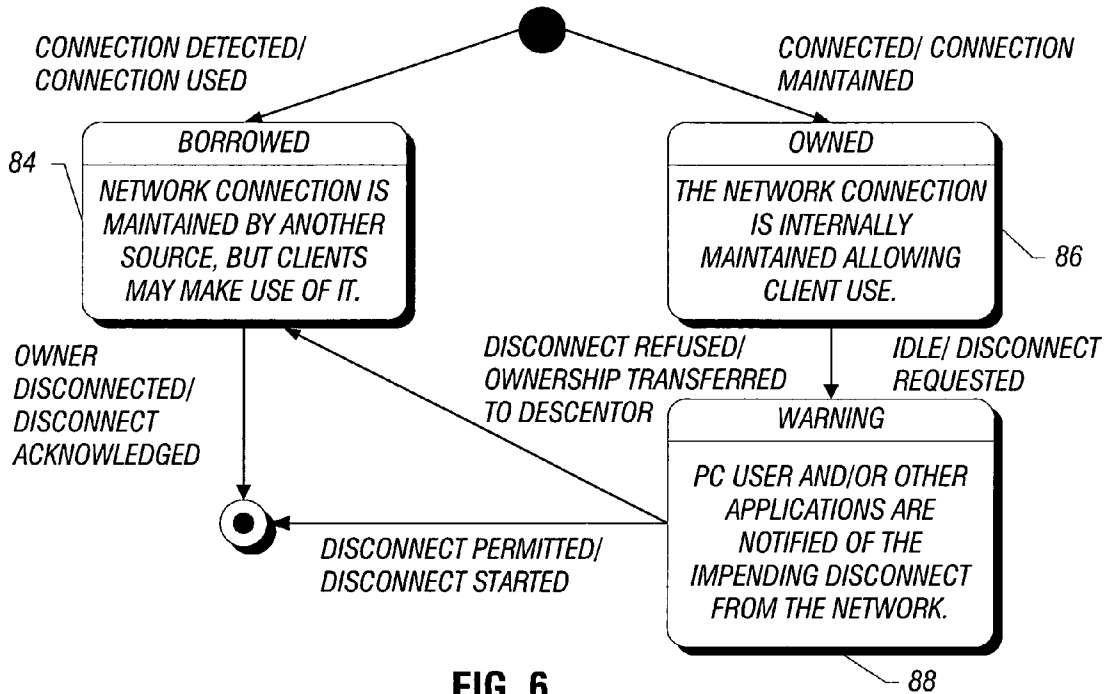 CONNECTION DETECTED/
CONNECTION USED
CONNECTED/ CONNECTION
MAINTAINED
84
BORROWED
NETWORK CONNECTION IS
MAINTAINED BY ANOTHER
SOURCE, BUT CLIENTS
MAY MAKE USE OF IT.
OWNED
THE NETWORK CONNECTION
IS INTERNALLY
MAINTAINED ALLOWING
CLIENT USE.
86
OWNER
DISCONNECTED/
DISCONNECT
ACKNOWLEDGED
DISCONNECT REFUSED/
OWNERSHIP TRANSFERRED
TO DESCENTOR
IDLE/ DISCONNECT
REQUESTED
WARNING
PC USER AND/OR OTHER
APPLICATIONS ARE
NOTIFIED OF THE
IMPENDING DISCONNECT
FROM THE NETWORK.
DISCONNECT PERMITTED/
DISCONNECT STARTED
88
FIG. 6